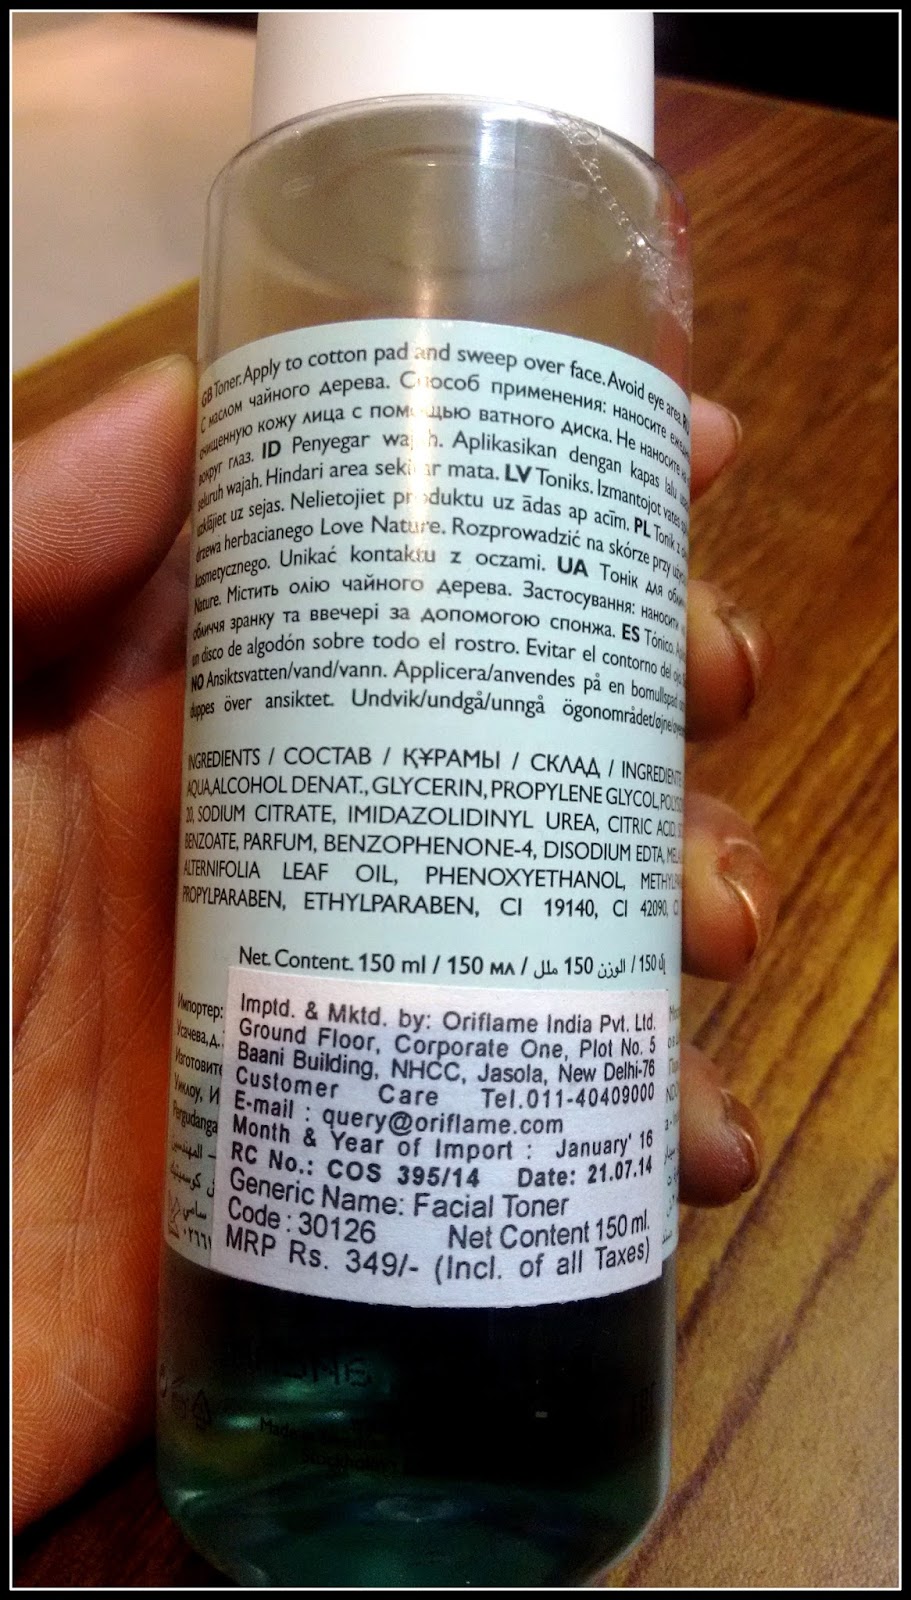 GB Toner. Apply to cotton pad and sweep over face. Avoid eye area. RU
С маслом чайного дерева. Способ применения: наносите
очищенную кожу лица с помощью ватного диска. Не наносите
вокруг глаз. ID Penyegar wajah. Aplikasikan dengan kapas lalu
seluruh wajah. Hindari area sekitar mata. LV Toniks. Izmantojot vates
uzklājiet uz sejas. Nelietojiet produktu uz ādas ap acīm. PL Tonik z
drzewa herbacianego Love Nature. Rozprowadzić na skórze przy
kosmetycznego. Unikać kontaktu z oczami. UA Тонік для
Nature. Містить олію чайного дерева. Застосування: наносити
обличчя зранку та ввечері за допомогою спонжа. ES Tónico.
un disco de algodón sobre todo el rostro. Evitar el contorno del
NO Ansiktsvatten/vand/vann. Applicera/anvendes på en bomullspad
duppes över ansiktet. Undvik/undgå/unngå ögonområdet/øjne/
INGREDIENTS / СОСТАВ / ҚҰРАМЫ / СКЛАД /
AQUA, ALCOHOL DENAT., GLYCERIN, PROPYLENE GLYCOL,
20, SODIUM CITRATE, IMIDAZOLIDINYL UREA, CITRIC ACID,
BENZOATE, PARFUM, BENZOPHENONE-4, DISODIUM EDTA,
ALTERNIFOLIA LEAF OIL, PHENOXYETHANOL,
PROPYLPARABEN, ETHYLPARABEN, CI 19140, CI 42090,
Net. Content. 150 ml / 150 мл / الوزن 150 ملل / 150
Импортер:
Усачева, д.
Pergudanga
Imptd. & Mktd. by: Oriflame India Pvt. Ltd.
Ground Floor, Corporate One, Plot No. 5
Baani Building, NHCC, Jasola, New Delhi-76
Customer Care Tel.011-40409000
E-mail : query@oriflame.com
Month & Year of Import : January' 16
RC No.: COS 395/14 Date: 21.07.14
Generic Name: Facial Toner
Code : 30126 Net Content 150 ml.
MRP Rs. 349/- (Incl. of all Taxes)